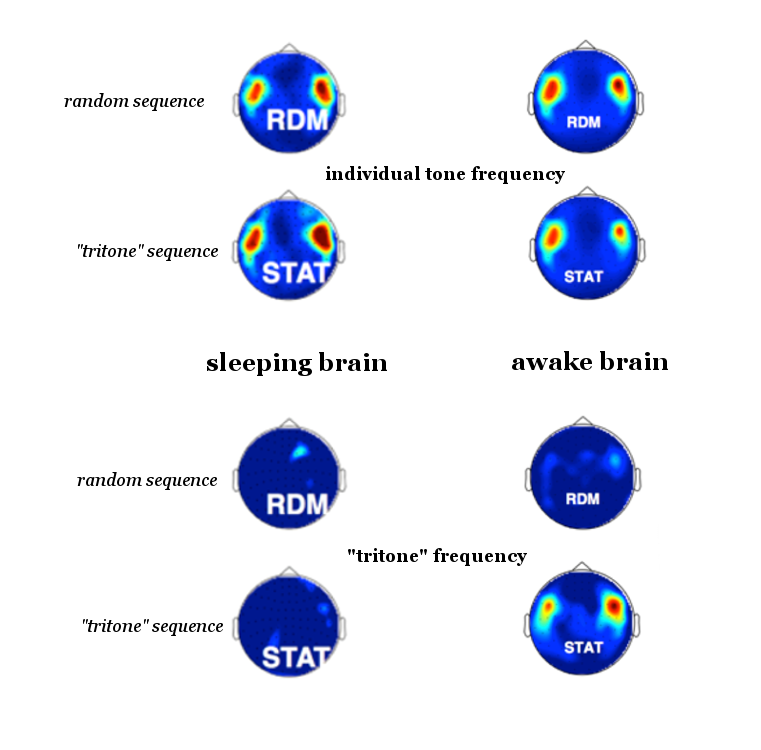 random sequence
RDM
RDM
individual tone frequency
"tritone" sequence
STAT
STAT
sleeping brain
awake brain
random sequence
RDM
RDM
"tritone" frequency
"tritone" sequence
STAT
STAT